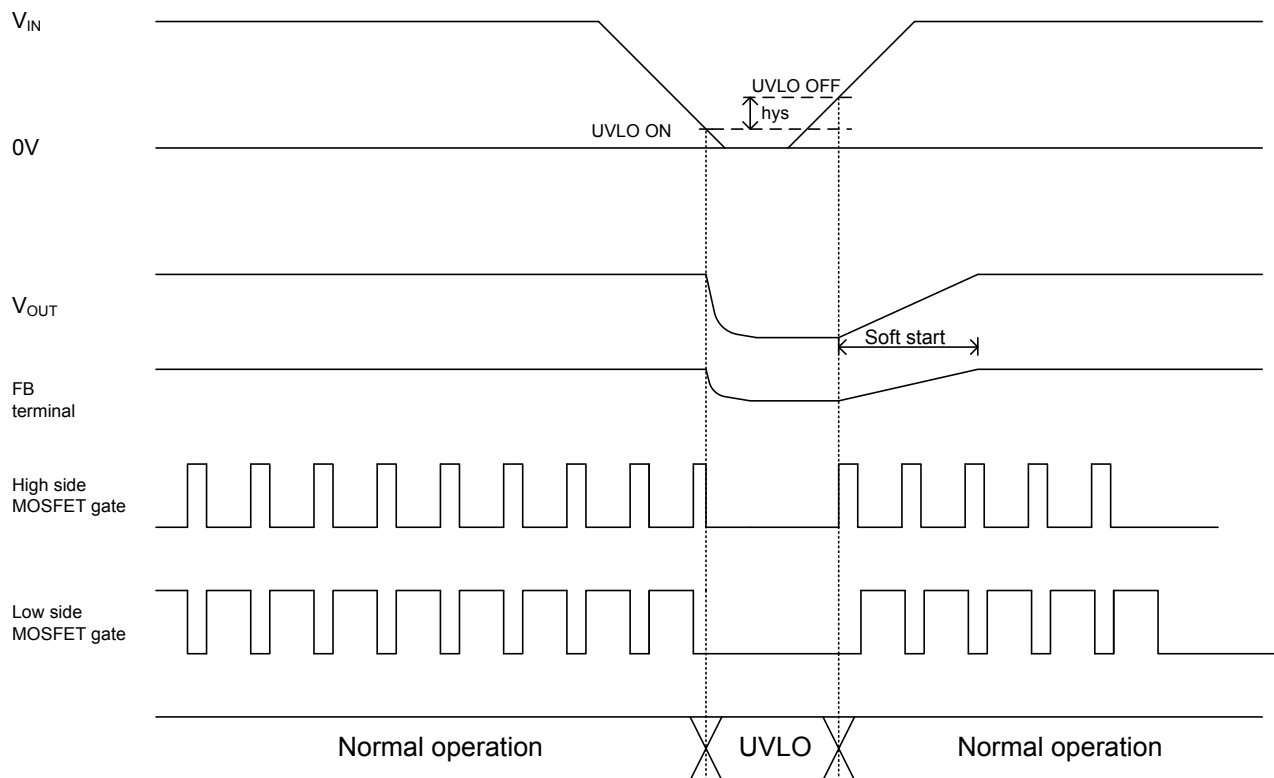 VIN
UVLO OFF
hys
UVLO ON
0V
VOUT
Soft start
FB
terminal
High side
MOSFET gate
Low side
MOSFET gate
Normal operation
UVLO
Normal operation